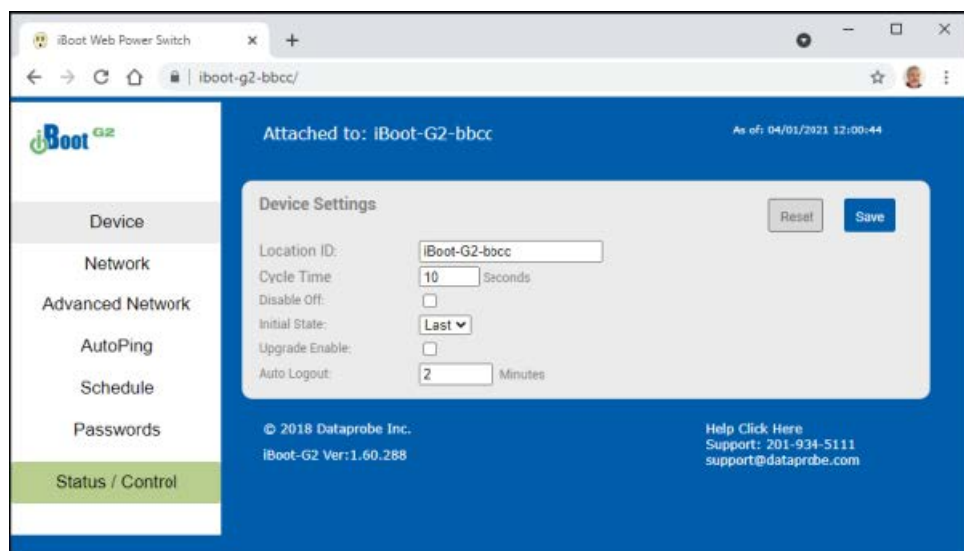 iBoot Web Power Switch
iboot-g2-bbcc/
iBoot G2
Attached to: iBoot-G2-bbcc
As of: 04/01/2021 12:00:44
Device
Network
Advanced Network
AutoPing
Schedule
Passwords
Status / Control
Device Settings
Reset
Save
Location ID:
iBoot-G2-bbcc
Cycle Time
10
Seconds
Disable Off:
Initial State:
Last
Upgrade Enable:
Auto Logout:
2
Minutes
© 2018 Dataprobe Inc.
iBoot-G2 Ver:1.60.288
Help Click Here
Support: 201-934-5111
support@dataprobe.com